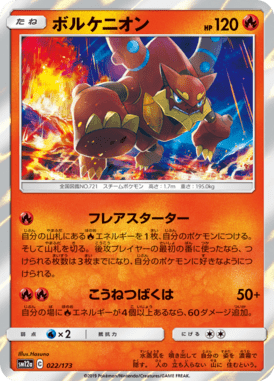 たね ボルケニオン HP120
全国図鑑NO.721 スチームポケモン 高さ：1.7m 重さ：195.0kg
フレアスターター
自分の山札にあるエネルギーを1枚、自分のポケモンにつける。
そして山札を切る。後攻プレイヤーの最初の番に使ったなら、つ
けられる枚数は3枚までになり、自分のポケモンに好きなようにつ
けられる。
こうねつばくは 50+
自分の場にエネルギーが4個以上あるなら、60ダメージ追加。
弱点 ×2 抵抗力 にげる
Illus. Hasuno
SM12a C 022/173
©2019 Pokémon/Nintendo/Creatures/GAME FREAK.